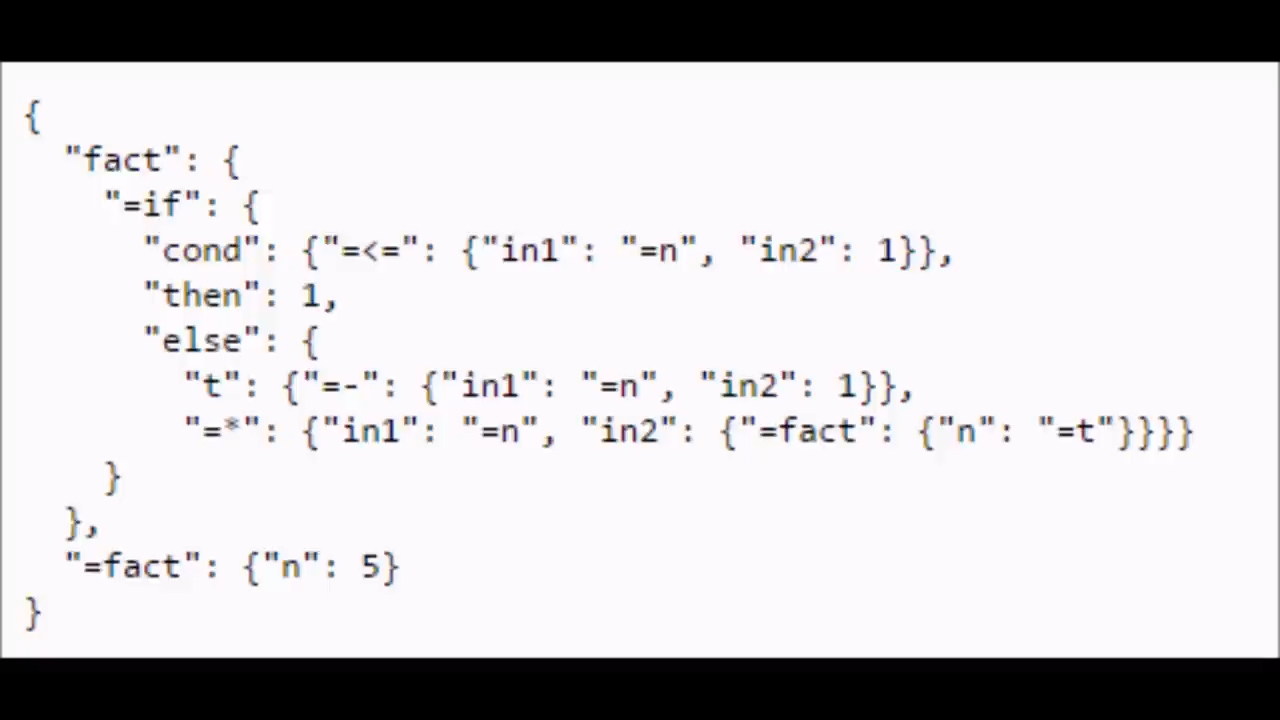 {
  "fact": {
    "=if": {
      "cond": {"=<=": {"in1": "=n", "in2": 1}},
      "then": 1,
      "else": {
        "t": {"=-": {"in1": "=n", "in2": 1}},
        "=*": {"in1": "=n", "in2": {"=fact": {"n": "=t"}}}}
    }
  },
  "=fact": {"n": 5}
}